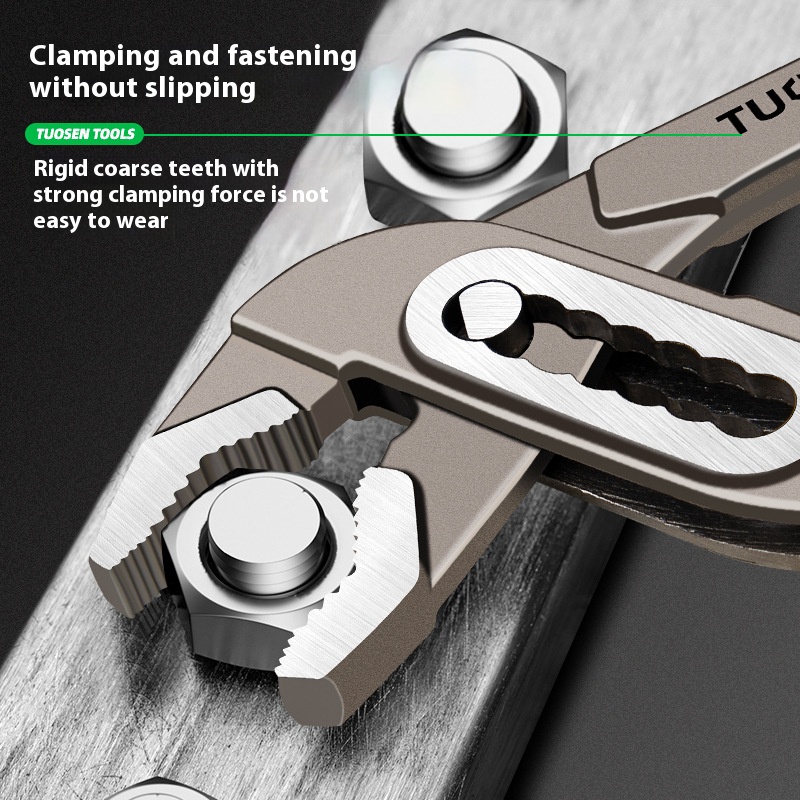 Clamping and fastening
without slipping
TUOSEN TOOLS
Rigid coarse teeth with
strong clamping force is not
easy to wear